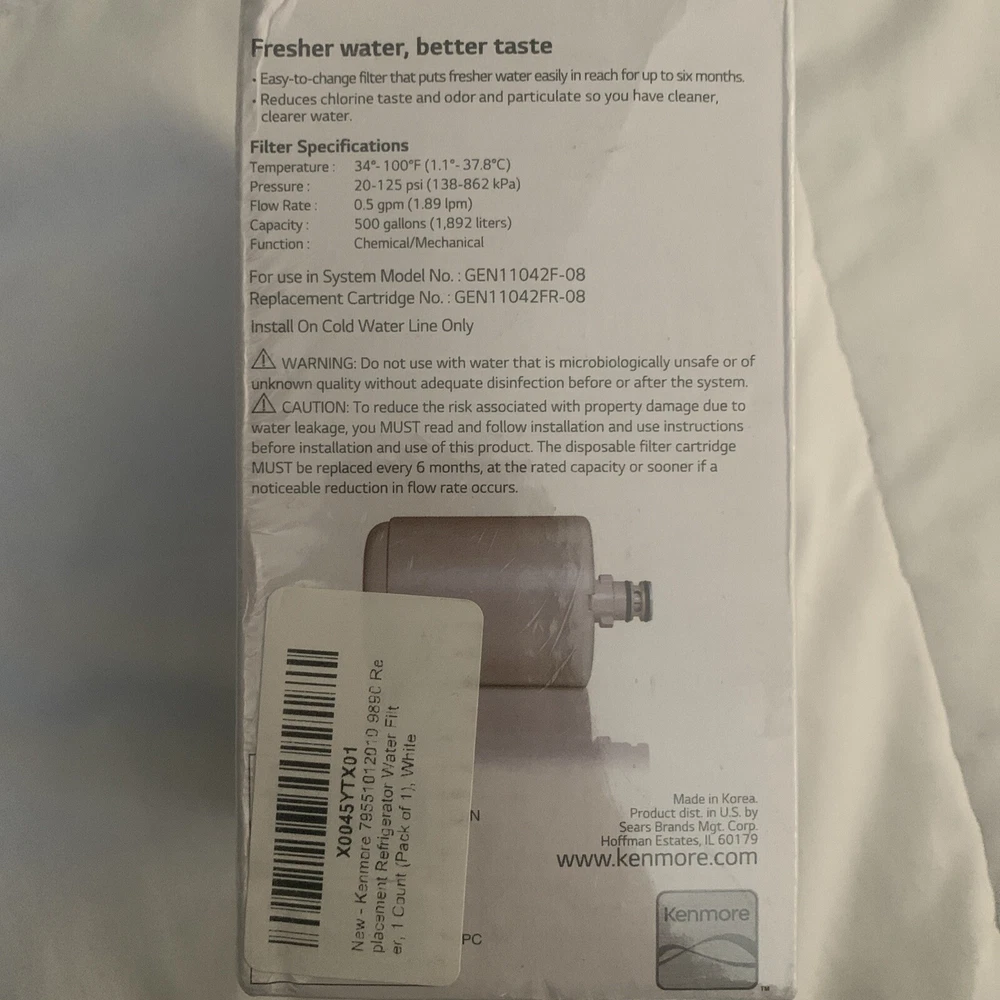 Fresher water, better taste
• Easy-to-change filter that puts fresher water easily in reach for up to six months.
• Reduces chlorine taste and odor and particulate so you have cleaner,
clearer water.
Filter Specifications
Temperature : 34°- 100°F (1.1°- 37.8°C)
Pressure : 20-125 psi (138-862 kPa)
Flow Rate : 0.5 gpm (1.89 lpm)
Capacity : 500 gallons (1,892 liters)
Function : Chemical/Mechanical
For use in System Model No. : GEN11042F-08
Replacement Cartridge No. : GEN11042FR-08
Install On Cold Water Line Only
WARNING: Do not use with water that is microbiologically unsafe or of
unknown quality without adequate disinfection before or after the system.
CAUTION: To reduce the risk associated with property damage due to
water leakage, you MUST read and follow installation and use instructions
before installation and use of this product. The disposable filter cartridge
MUST be replaced every 6 months, at the rated capacity or sooner if a
noticeable reduction in flow rate occurs.
X0045YTX01
New - Kenmore 79551012010 9890 Re
placement Refrigerator Water Filt
er, 1 Count (Pack of 1), White
N
PC
Made in Korea.
Product dist. in U.S. by
Sears Brands Mgt. Corp.
Hoffman Estates, IL 60179
www.kenmore.com
Kenmore
TM